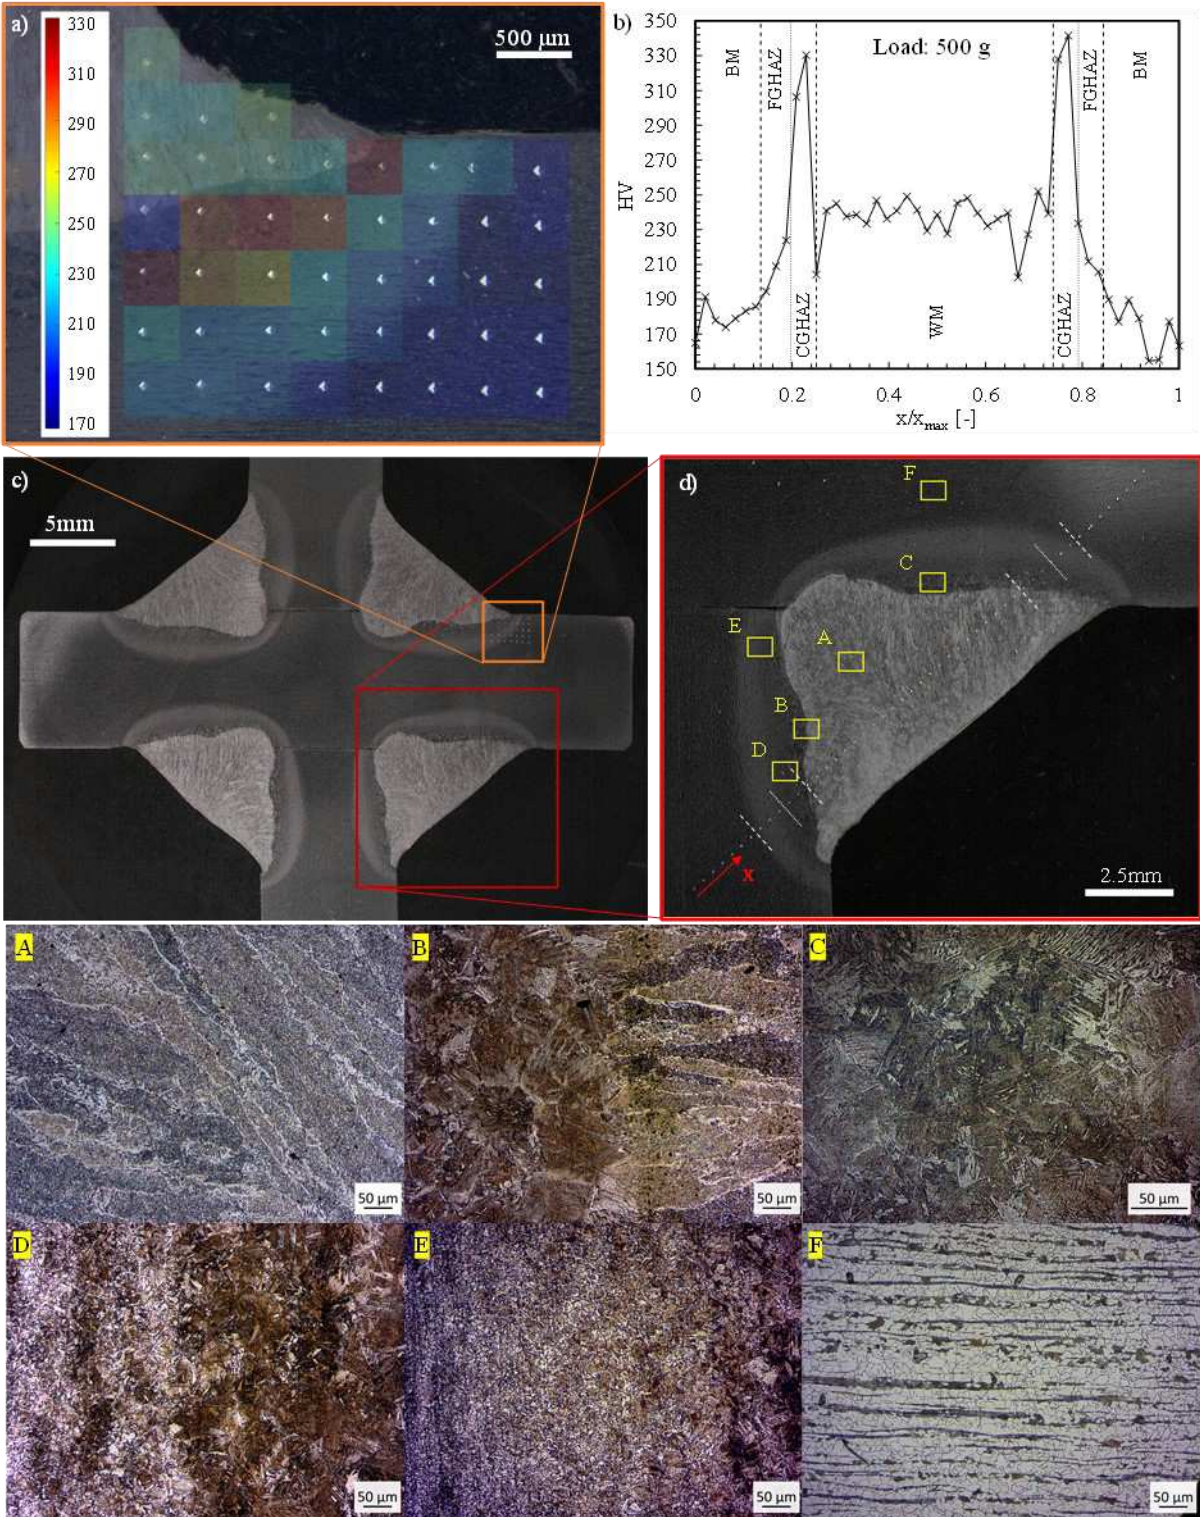 a)
330
310
290
270
250
230
210
190
170
500 µm
b)
Load: 500 g
350
330
310
290
270
250
230
210
190
170
150
HV
BM
FGHAZ
CGHAZ
WM
CGHAZ
FGHAZ
BM
0
0.2
0.4
0.6
0.8
1
x/xmax [-]
c)
5mm
d)
F
C
E
A
B
D
x
2.5mm
A
50 µm
B
50 µm
C
50 µm
D
50 µm
E
50 µm
F
50 µm